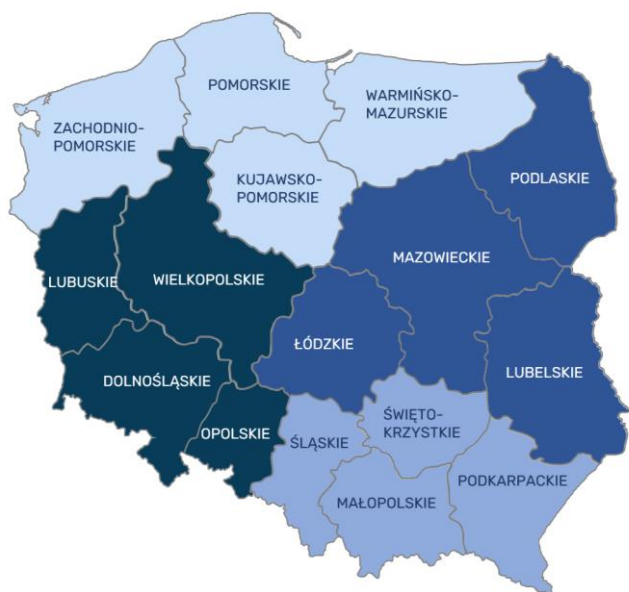 POMORSKIE
WARMIŃSKO-
MAZURSKIE
ZACHODNIO-
POMORSKIE
KUJAWSKO-
POMORSKIE
PODLASKIE
MAZOWIECKIE
LUBUSKIE
WIELKOPOLSKIE
ŁÓDZKIE
LUBELSKIE
DOLNOŚLĄSKIE
OPOLSKIE
ŚLĄSKIE
ŚWIĘTO-
KRZYSTKIE
MAŁOPOLSKIE
PODKARPACKIE